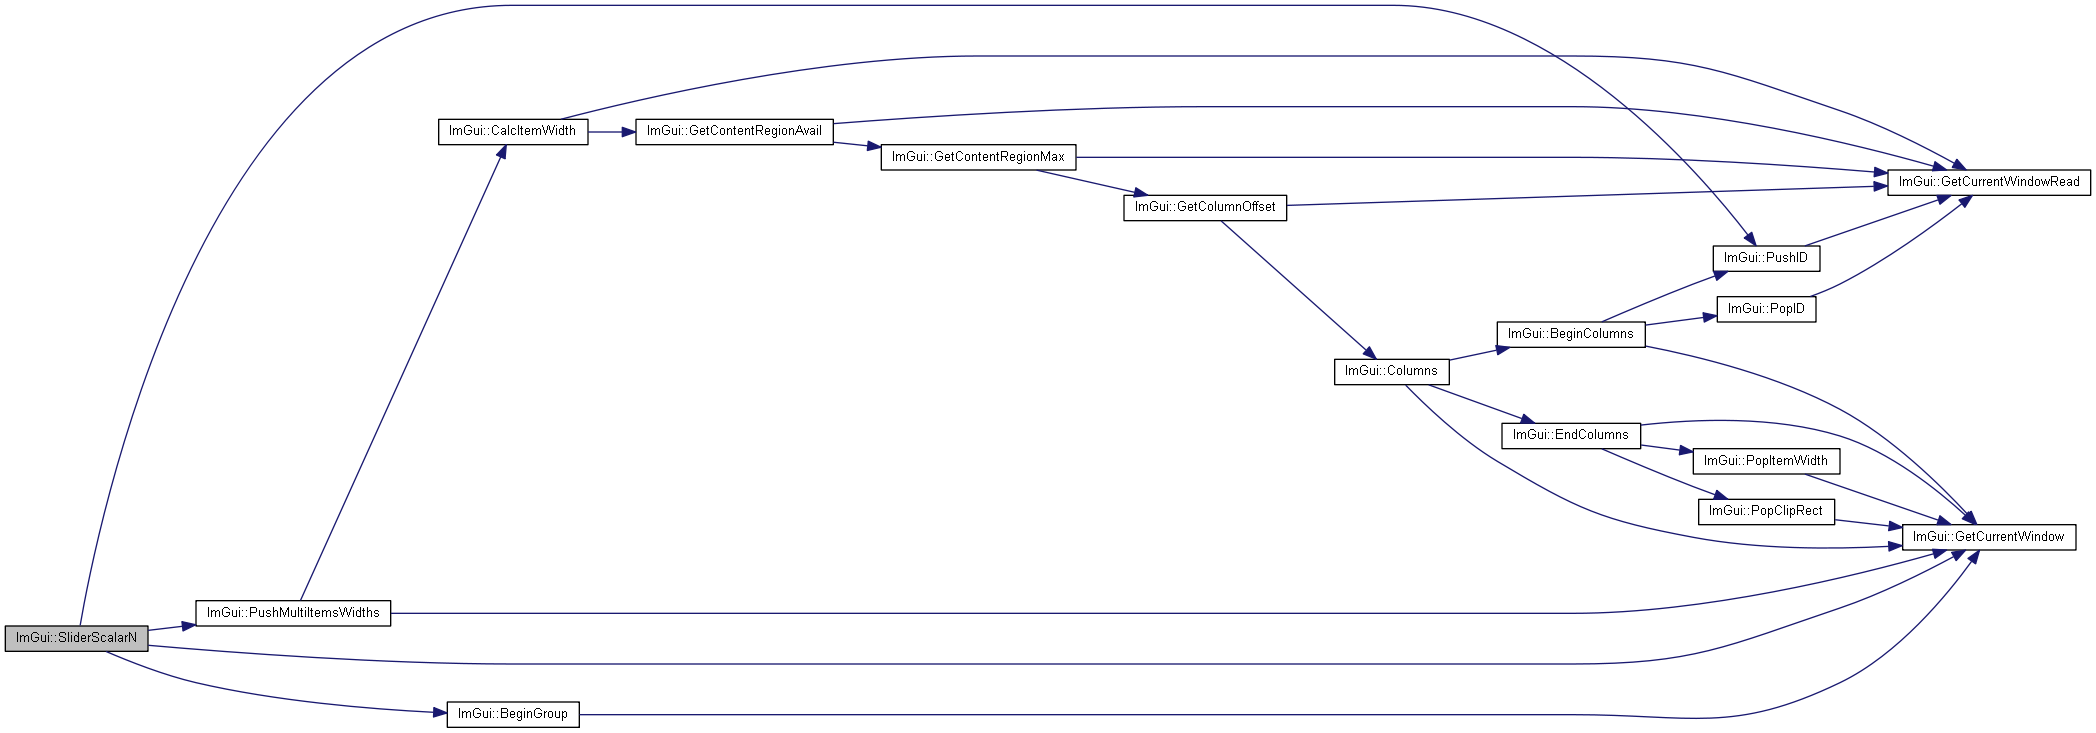 ImGui::CalcItemWidth
ImGui::GetContentRegionAvail
ImGui::GetContentRegionMax
ImGui::GetCurrentWindowRead
ImGui::GetColumnOffset
ImGui::PushID
ImGui::PopID
ImGui::BeginColumns
ImGui::Columns
ImGui::EndColumns
ImGui::PopItemWidth
ImGui::PopClipRect
ImGui::GetCurrentWindow
ImGui::PushMultiItemsWidths
ImGui::SliderScalarN
ImGui::BeginGroup